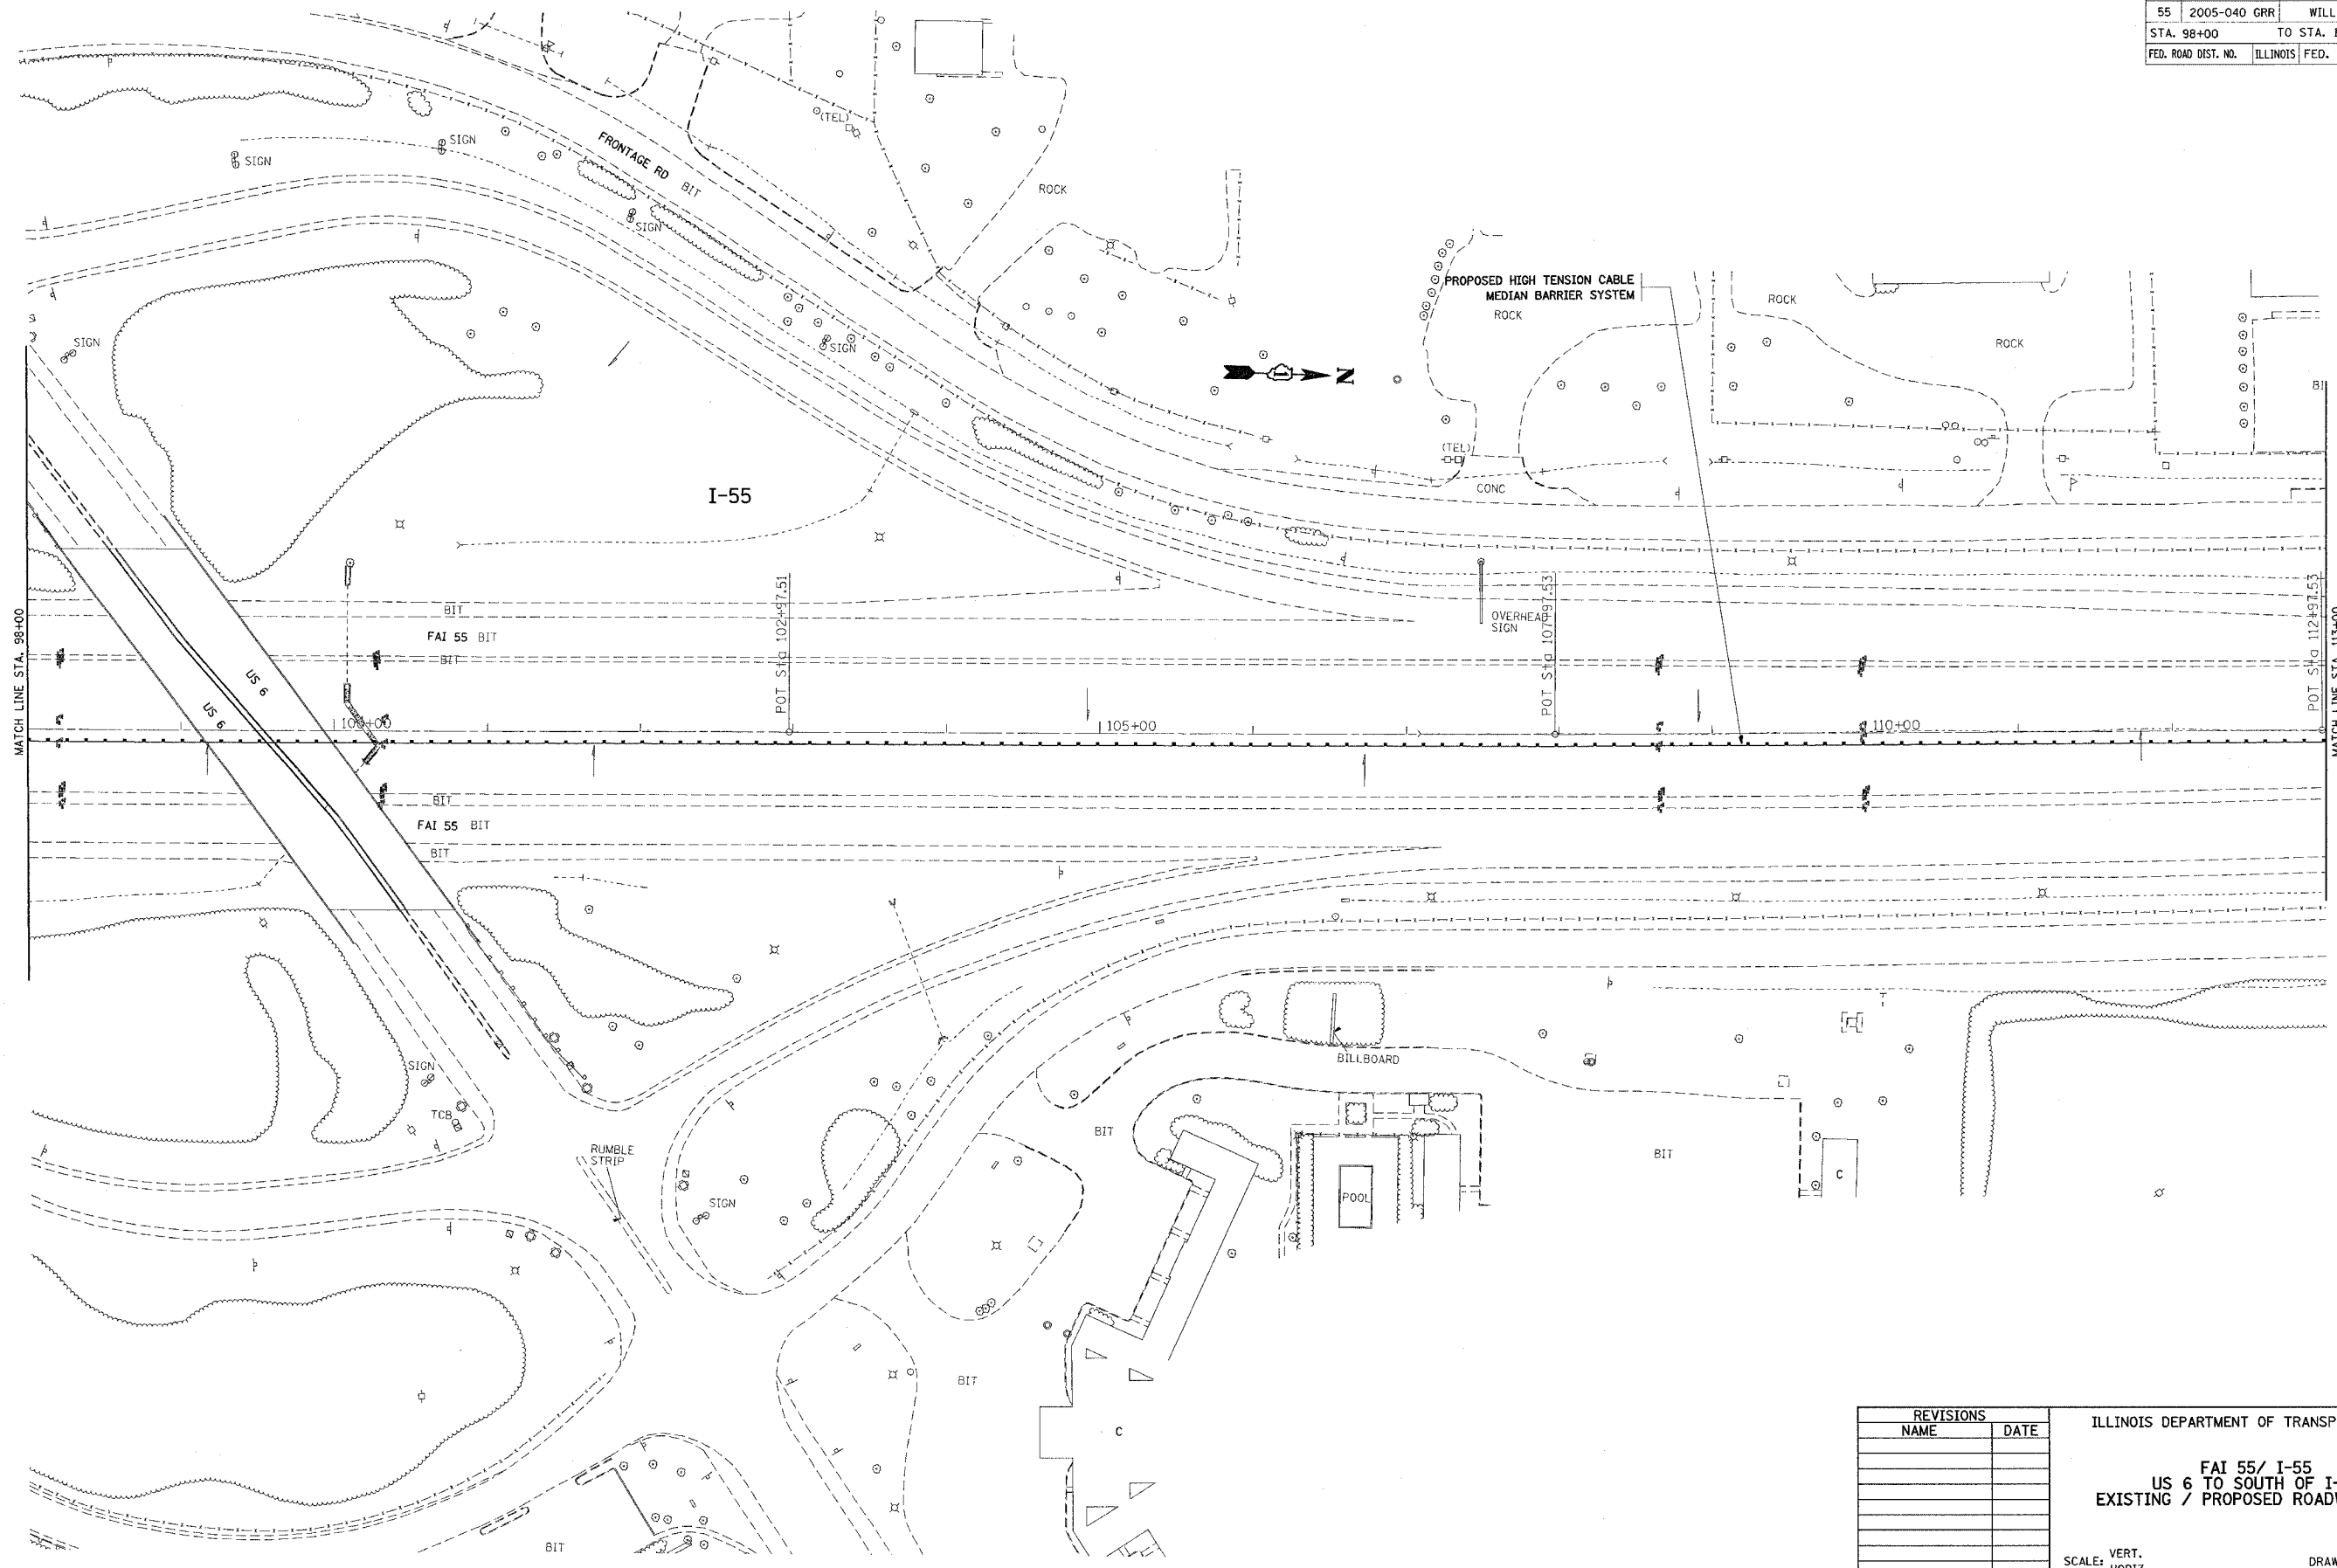 55 2005-040 GRR WILL
STA. 98+00 TO STA.
FED. ROAD DIST. NO. ILLINOIS FED.
(TEL)
SIGN
SIGN
FRONTAGE RD BIT
ROCK
SIGN
PROPOSED HIGH TENSION CABLE
MEDIAN BARRIER SYSTEM
ROCK
ROCK
SIGN
SIGN
ROCK
N
(TEL)
CONC
I-55
MATCH LINE STA. 98+00
BIT
FAI 55 BIT
BIT
POT Sta 102+97.51
OVERHEAD
SIGN
POT Sta 107+97.53
POT Sta 112+97.53
MATCH LINE STA. 113+00
US 6
US 6
100+00
105+00
110+00
BIT
FAI 55 BIT
BIT
SIGN
TCB
BILLBOARD
BIT
BIT
RUMBLE
STRIP
SIGN
POOL
C
BIT
C
BIT
REVISIONS
NAME DATE
ILLINOIS DEPARTMENT OF
FAI 55/ I-55
US 6 TO SOUTH OF
EXISTING / PROPOSED
SCALE: VERT.